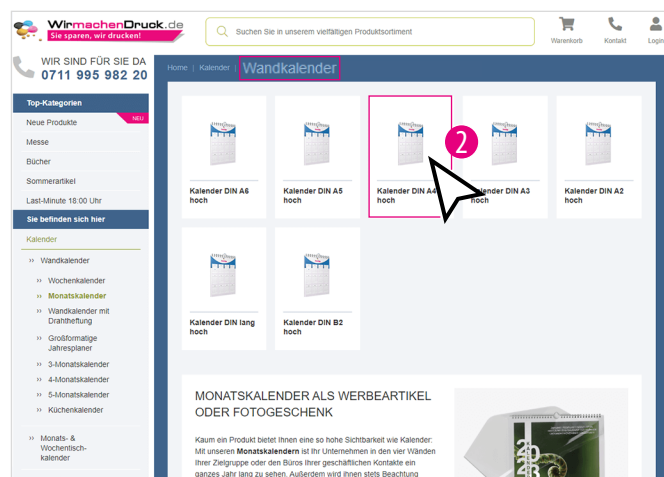 WirmachenDruck.de
Sie sparen, wir drucken!
Suchen Sie in unserem vielfältigen Produktsortiment
Warenkorb
Kontakt
Login
WIR SIND FÜR SIE DA
0711 995 982 20
Home | Kalender | Wandkalender
Top-Kategorien
Neue Produkte
NEU
Messe
Bücher
Sommerartikel
Last-Minute 18:00 Uhr
Sie befinden sich hier
Kalender
›› Wandkalender
›› Wochenkalender
›› Monatskalender
›› Wandkalender mit
Drahtheftung
›› Großformatige
Jahresplaner
›› 3-Monatskalender
›› 4-Monatskalender
›› 5-Monatskalender
›› Küchenkalender
›› Monats- &
Wochentisch-
kalender
Kalender DIN A6
hoch
Kalender DIN A5
hoch
Kalender DIN A4
hoch
2
Kalender DIN A3
hoch
Kalender DIN A2
hoch
Kalender DIN lang
hoch
Kalender DIN B2
hoch
MONATSKALENDER ALS WERBEARTIKEL
ODER FOTOGESCHENK
Kaum ein Produkt bietet Ihnen eine so hohe Sichtbarkeit wie Kalender:
Mit unseren Monatskalendern ist Ihr Unternehmen in den vier Wänden
Ihrer Zielgruppe oder den Büros Ihrer geschäftlichen Kontakte ein
ganzes Jahr lang zu sehen. Außerdem wird Ihnen stets Beachtung